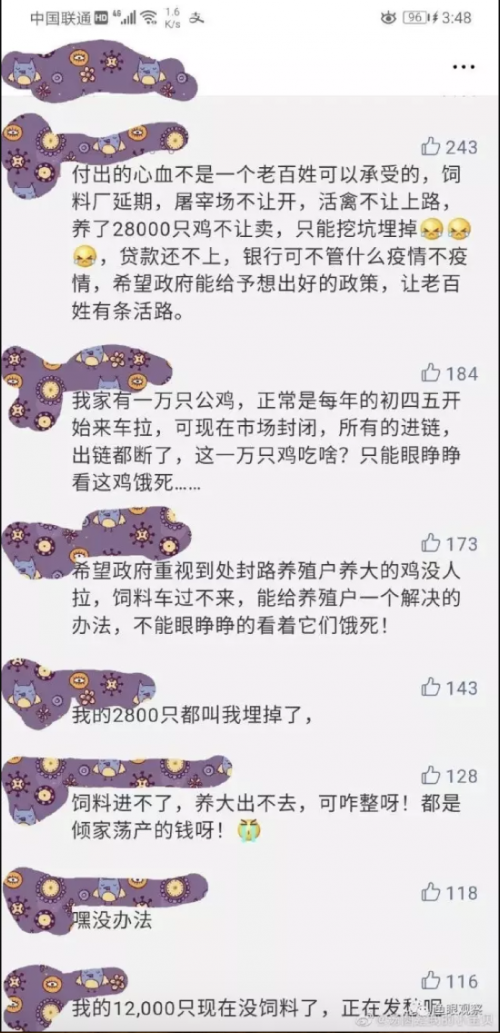 中国联通 HD 4G 1.6 K/s 支 96 3:48
243
付出的心血不是一个老百姓可以承受的，饲
料厂延期，屠宰场不让开，活禽不让上路，
养了28000只鸡不让卖，只能挖坑埋掉😂😂
😂，贷款还不上，银行可不管什么疫情不疫
情，希望政府能给予想出好的政策，让老百
姓有条活路。
184
我家有一万只公鸡，正常是每年的初四五开
始来车拉，可现在市场封闭，所有的进链，
出链都断了，这一万只鸡吃啥？只能眼睁睁
看这鸡饿死……
173
希望政府重视到处封路养殖户养大的鸡没人
拉，饲料车过不来，能给养殖户一个解决的
办法，不能眼睁睁的看着它们饿死！
143
我的2800只都叫我埋掉了，
128
饲料进不了，养大出不去，可咋整呀！都是
倾家荡产的钱呀！😭
118
嘿没办法
116
我的12,000只现在没饲料了，正在发愁呢
眼观察